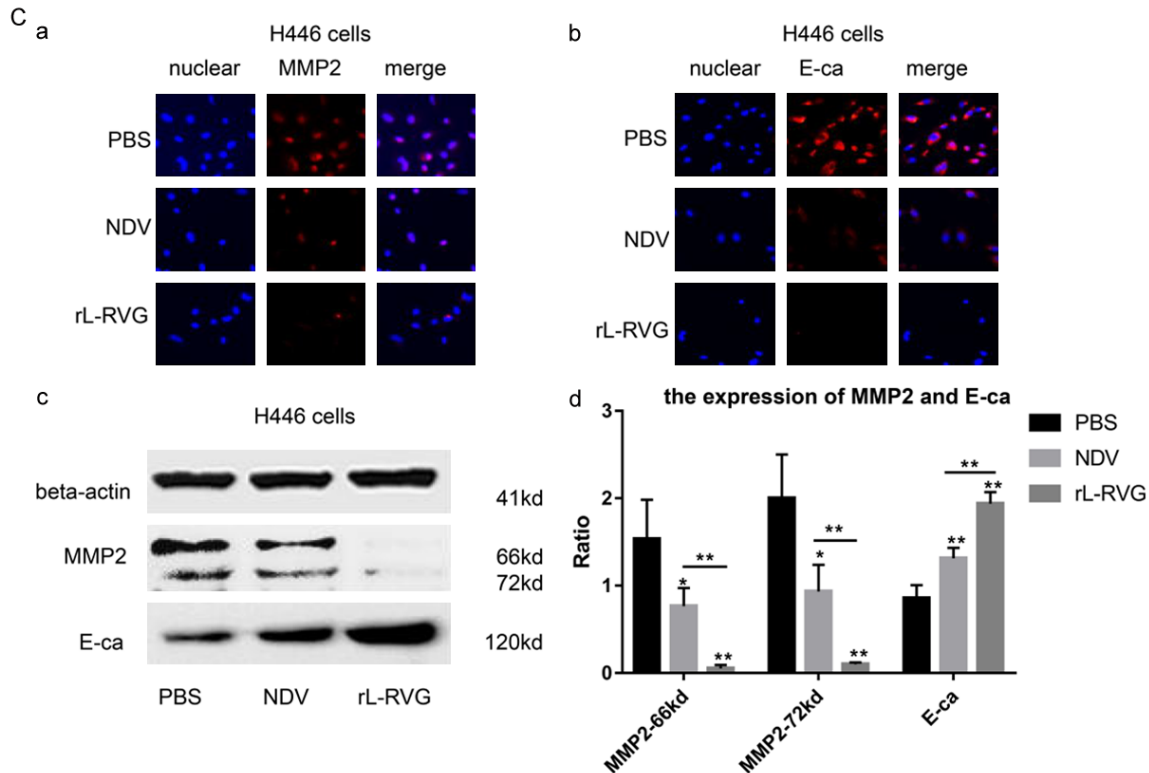 C
a
H446 cells
nuclear MMP2 merge
PBS
NDV
rL-RVG
b
H446 cells
nuclear E-ca merge
PBS
NDV
rL-RVG
c
H446 cells
beta-actin 41kd
MMP2 66kd
72kd
E-ca 120kd
PBS NDV rL-RVG
d
the expression of MMP2 and E-ca
PBS
NDV
rL-RVG
Ratio
3
2
1
0
* ** **
* ** **
** ** **
MMP2-66kd
MMP2-72kd
E-ca